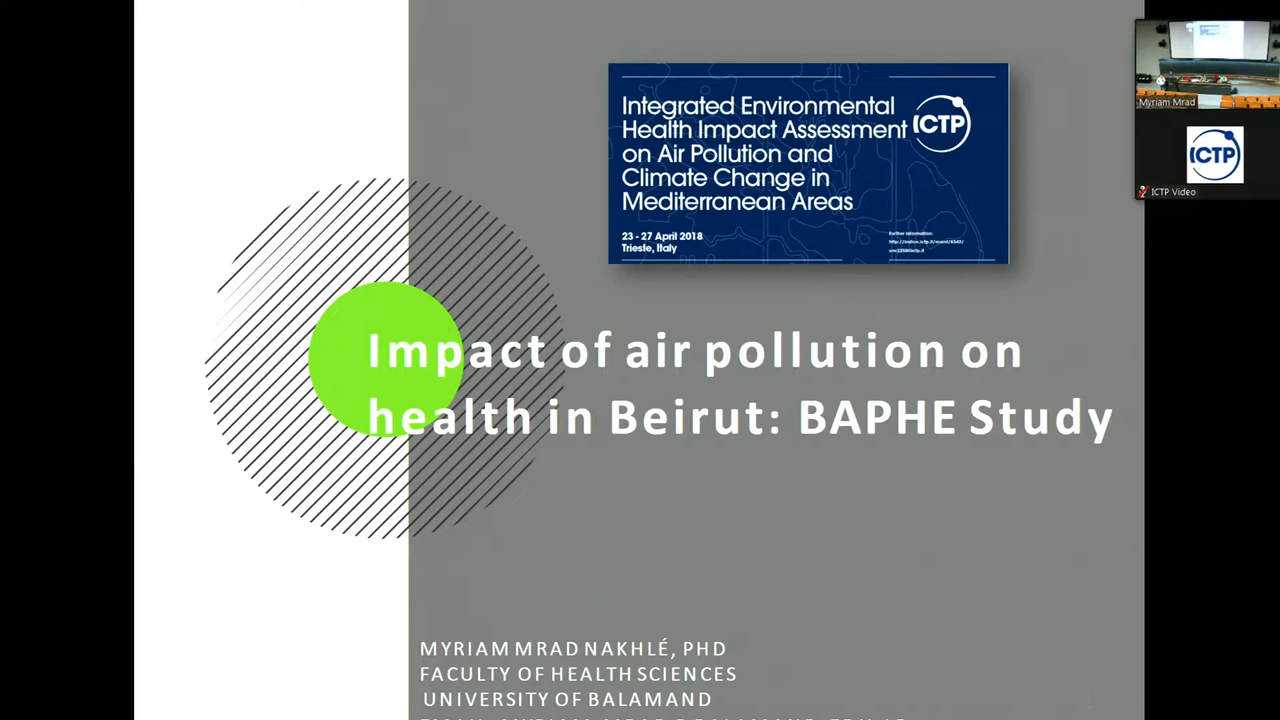 Integrated Environmental
Health Impact Assessment
on Air Pollution and
Climate Change in
Mediterranean Areas
ICTP
23 - 27 April 2018
Trieste, Italy
Further information:
Impact of air pollution on
health in Beirut: BAPHE Study
MYRIAM MRAD NAKHLÉ, PHD
FACULTY OF HEALTH SCIENCES
UNIVERSITY OF BALAMAND
Myriam Mrad
ICTP
ICTP Video